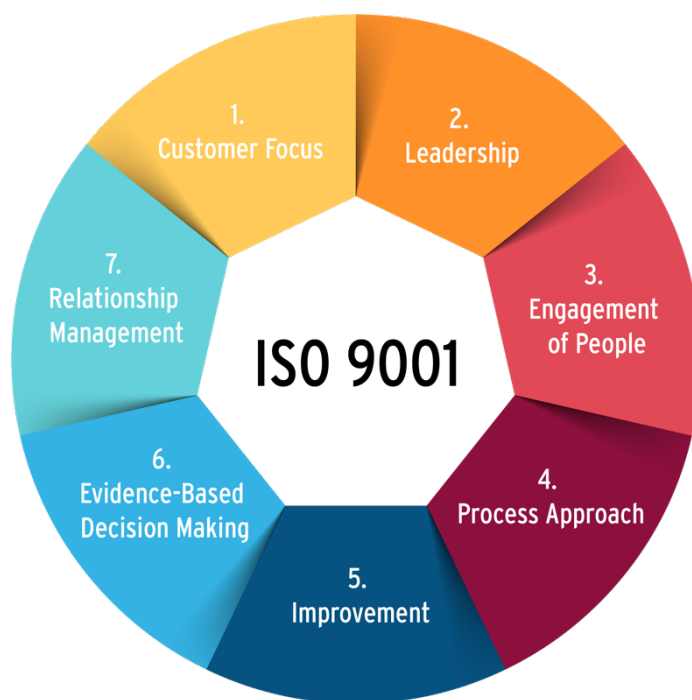 1.
Customer Focus
2.
Leadership
3.
Engagement
of People
4.
Process Approach
5.
Improvement
6.
Evidence-Based
Decision Making
7.
Relationship
Management
ISO 9001